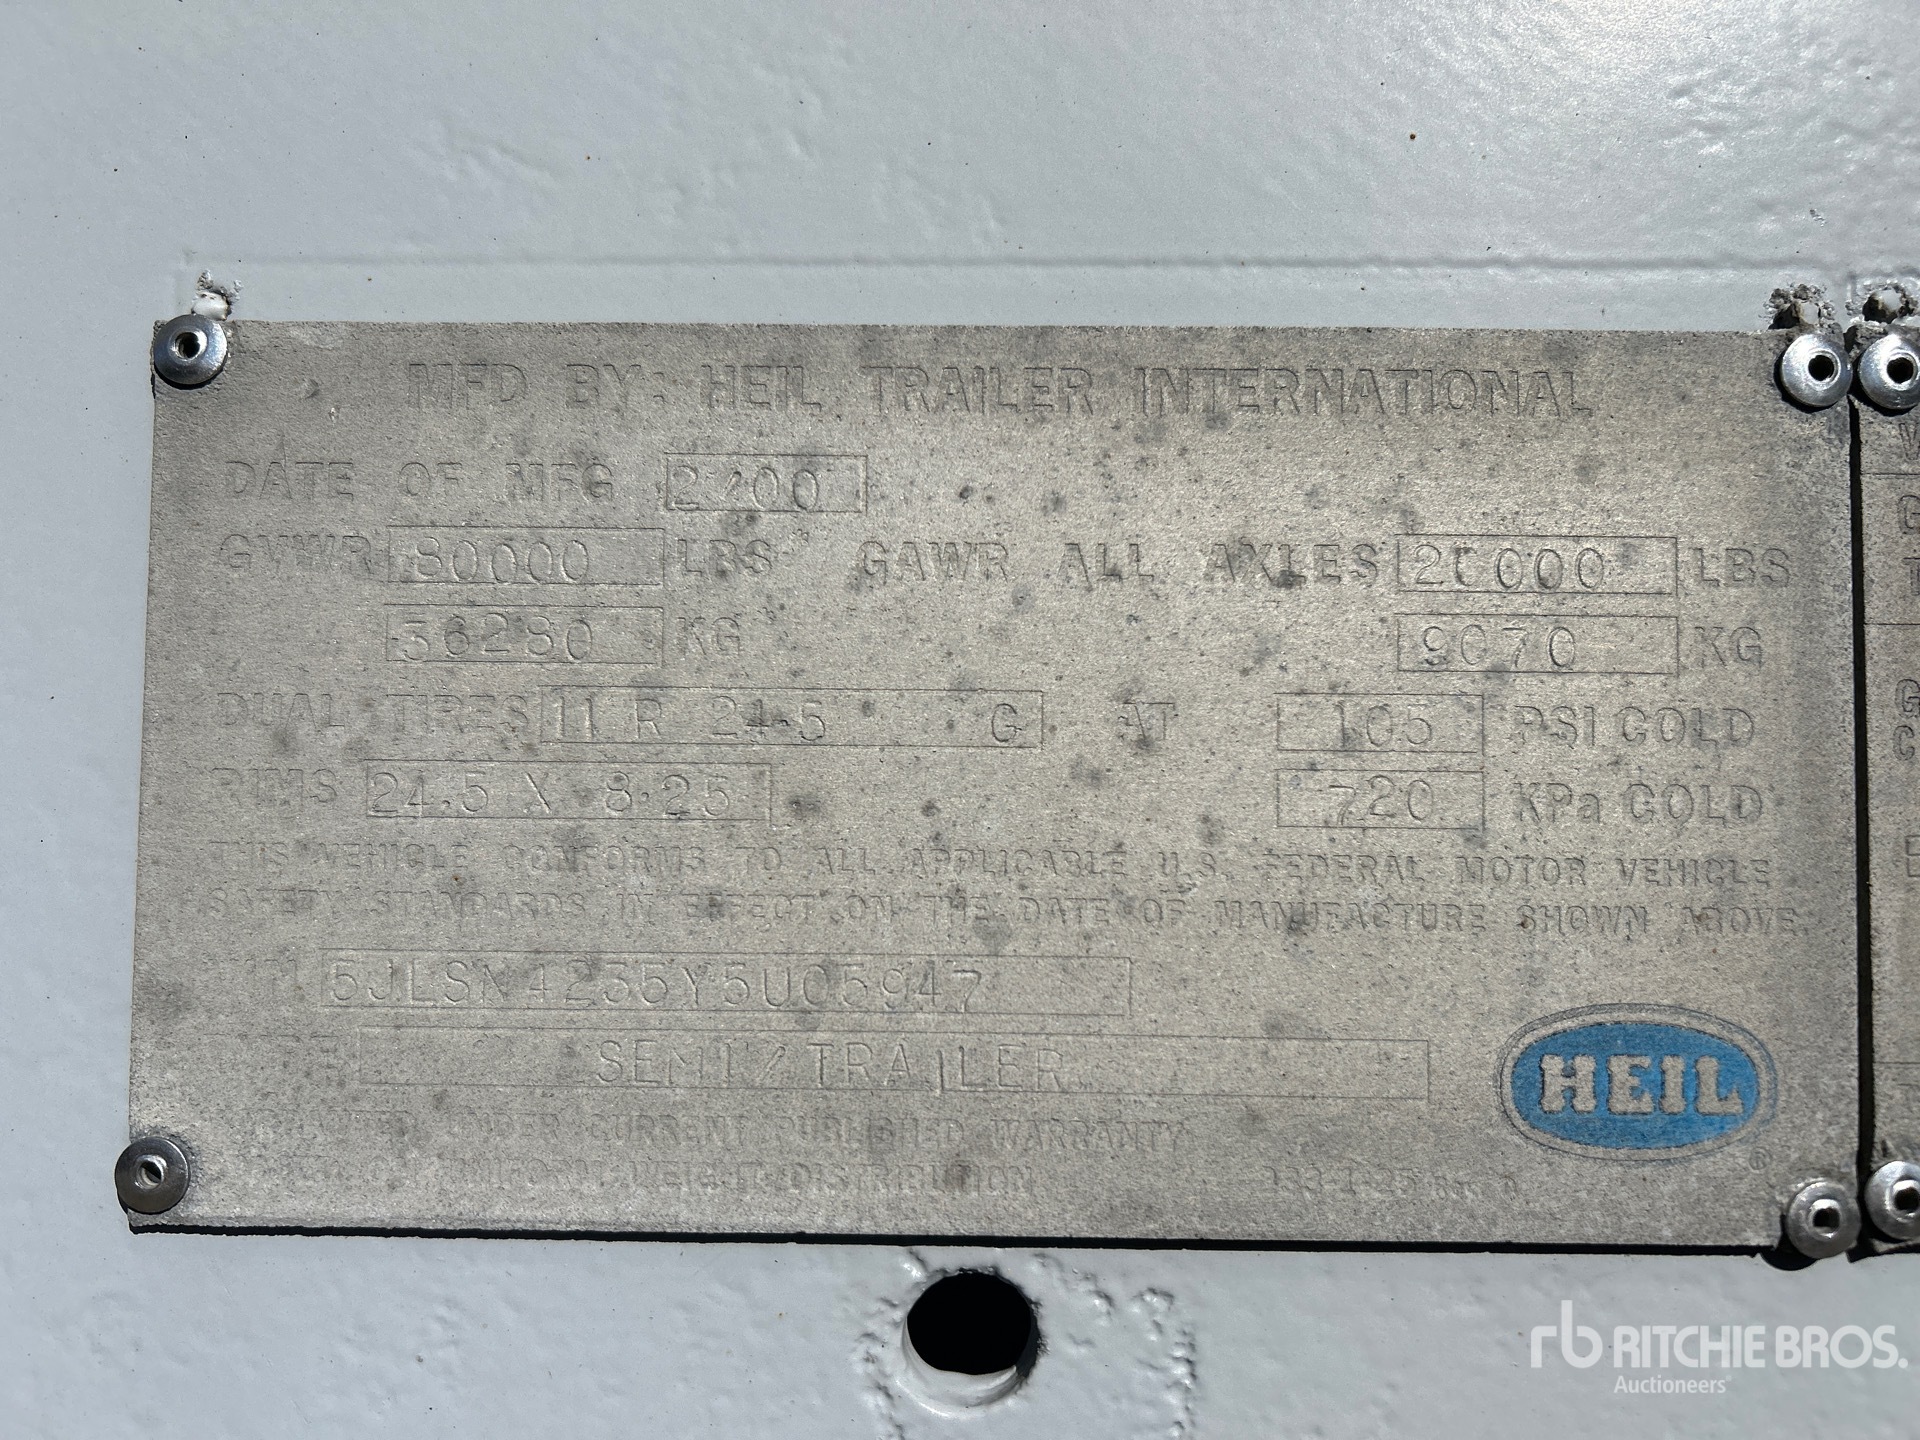 MFD BY: HEIL TRAILER INTERNATIONAL
DATE OF MFG 2/00
GVWR 80000 LBS GAWR ALL AXLES 20000 LBS
36280 KG 9070 KG
DUAL TIRES 11 R 24.5 G AT 105 PSI COLD
RIMS 24.5 X 8.25 720 KPa COLD
THIS VEHICLE CONFORMS TO ALL APPLICABLE U.S. FEDERAL MOTOR VEHICLE
SAFETY STANDARDS IN EFFECT ON THE DATE OF MANUFACTURE SHOWN ABOVE.
5JLSN4235Y5U05947
SEMI/TRAILER
HEIL ®
UNDER CURRENT PUBLISHED WARRANTY
UNIFORM WEIGHT DISTRIBUTION
rb RITCHIE BROS.
Auctioneers